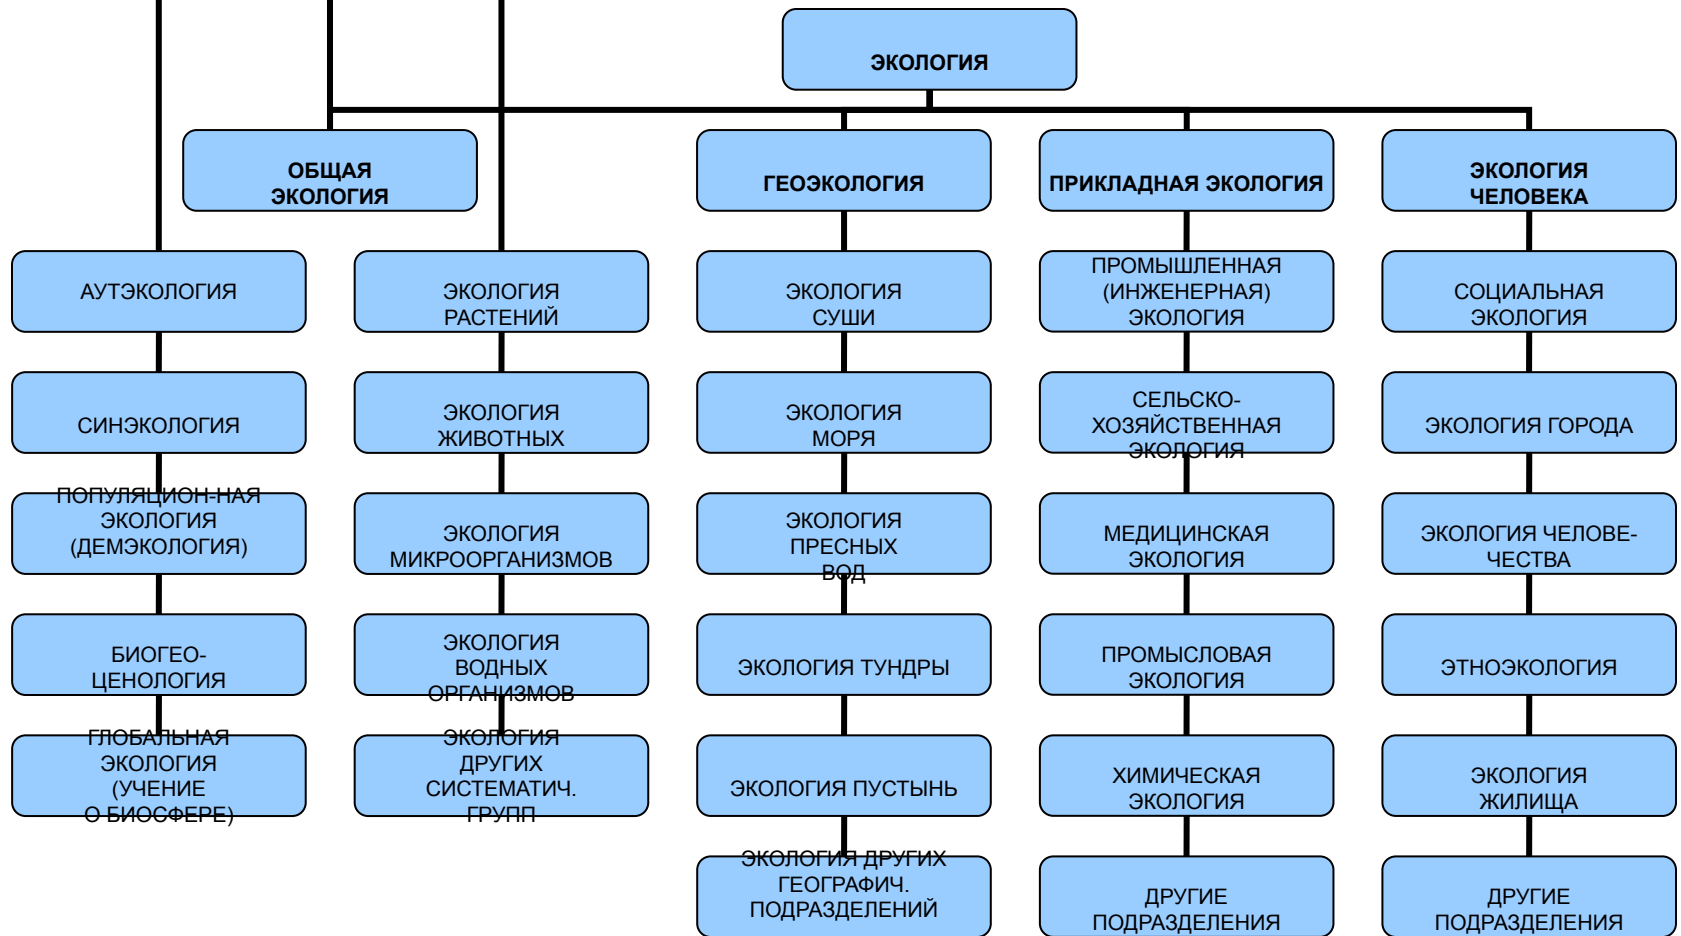 ЭКОЛОГИЯ
ОБЩАЯ
ЭКОЛОГИЯ
ГЕОЭКОЛОГИЯ
ПРИКЛАДНАЯ ЭКОЛОГИЯ
ЭКОЛОГИЯ
ЧЕЛОВЕКА
АУТЭКОЛОГИЯ
ЭКОЛОГИЯ
РАСТЕНИЙ
ЭКОЛОГИЯ
СУШИ
ПРОМЫШЛЕННАЯ
(ИНЖЕНЕРНАЯ)
ЭКОЛОГИЯ
СОЦИАЛЬНАЯ
ЭКОЛОГИЯ
СИНЭКОЛОГИЯ
ЭКОЛОГИЯ
ЖИВОТНЫХ
ЭКОЛОГИЯ
МОРЯ
СЕЛЬСКО-
ХОЗЯЙСТВЕННАЯ
ЭКОЛОГИЯ
ЭКОЛОГИЯ ГОРОДА
ПОПУЛЯЦИОН-НАЯ
ЭКОЛОГИЯ
(ДЕМЭКОЛОГИЯ)
ЭКОЛОГИЯ
МИКРООРГАНИЗМОВ
ЭКОЛОГИЯ
ПРЕСНЫХ
ВОД
МЕДИЦИНСКАЯ
ЭКОЛОГИЯ
ЭКОЛОГИЯ ЧЕЛОВЕ-
ЧЕСТВА
БИОГЕО-
ЦЕНОЛОГИЯ
ЭКОЛОГИЯ
ВОДНЫХ
ОРГАНИЗМОВ
ЭКОЛОГИЯ ТУНДРЫ
ПРОМЫСЛОВАЯ
ЭКОЛОГИЯ
ЭТНОЭКОЛОГИЯ
ГЛОБАЛЬНАЯ
ЭКОЛОГИЯ
(УЧЕНИЕ
О БИОСФЕРЕ)
ЭКОЛОГИЯ
ДРУГИХ
СИСТЕМАТИЧ.
ГРУПП
ЭКОЛОГИЯ ПУСТЫНЬ
ХИМИЧЕСКАЯ
ЭКОЛОГИЯ
ЭКОЛОГИЯ
ЖИЛИЩА
ЭКОЛОГИЯ ДРУГИХ
ГЕОГРАФИЧ.
ПОДРАЗДЕЛЕНИЙ
ДРУГИЕ
ПОДРАЗДЕЛЕНИЯ
ДРУГИЕ
ПОДРАЗДЕЛЕНИЯ